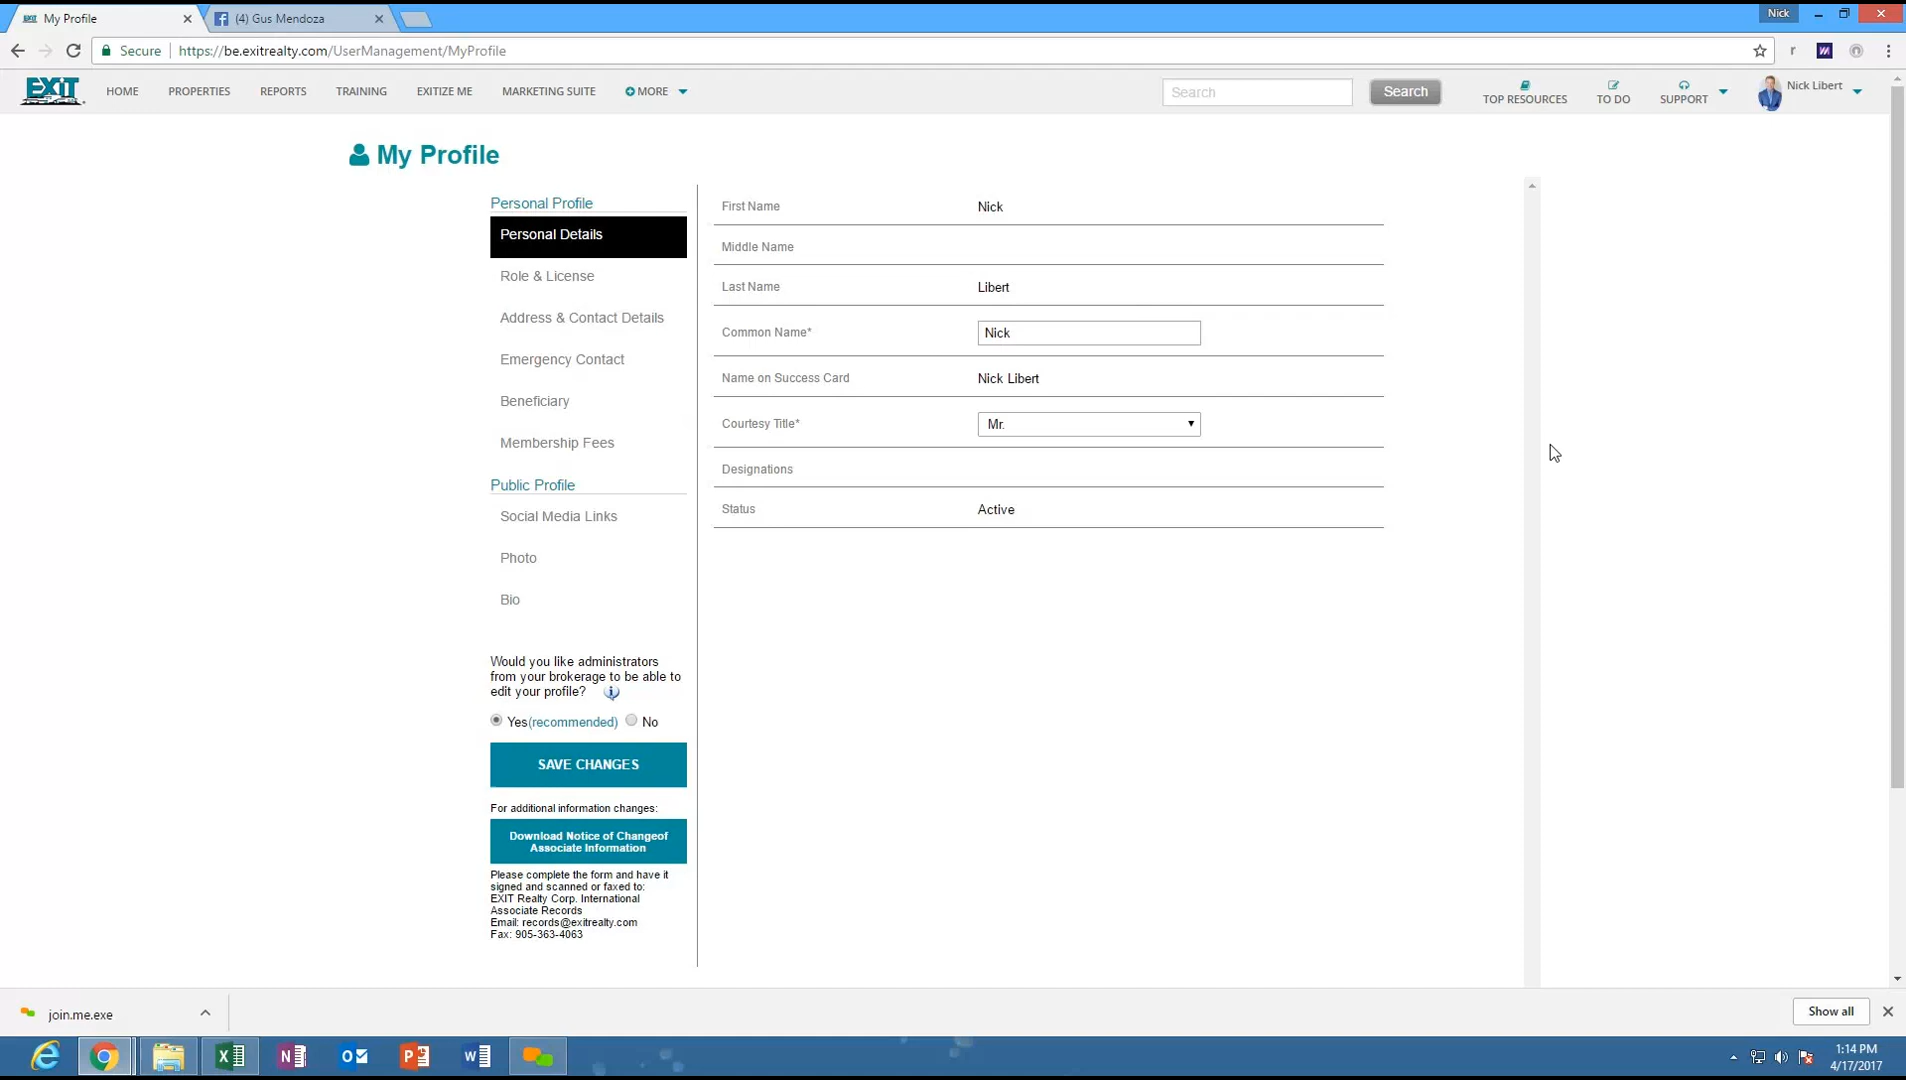 My Profile
(4) Gus Mendoza
Nick
Secure
https://be.exitrealty.com/UserManagement/MyProfile
EXIT
HOME
PROPERTIES
REPORTS
TRAINING
EXITIZE ME
MARKETING SUITE
MORE
Search
Search
TOP RESOURCES
TO DO
SUPPORT
Nick Libert
My Profile
Personal Profile
Personal Details
Role & License
Address & Contact Details
Emergency Contact
Beneficiary
Membership Fees
Public Profile
Social Media Links
Photo
Bio
Would you like administrators
from your brokerage to be able to
edit your profile?
Yes(recommended) No
SAVE CHANGES
For additional information changes:
Download Notice of Changeof
Associate Information
Please complete the form and have it
signed and scanned or faxed to:
EXIT Realty Corp. International
Associate Records
Email: records@exitrealty.com
Fax: 905-363-4063
First Name Nick
Middle Name
Last Name Libert
Common Name* Nick
Name on Success Card Nick Libert
Courtesy Title* Mr.
Designations
Status Active
join.me.exe
Show all
1:14 PM
4/17/2017